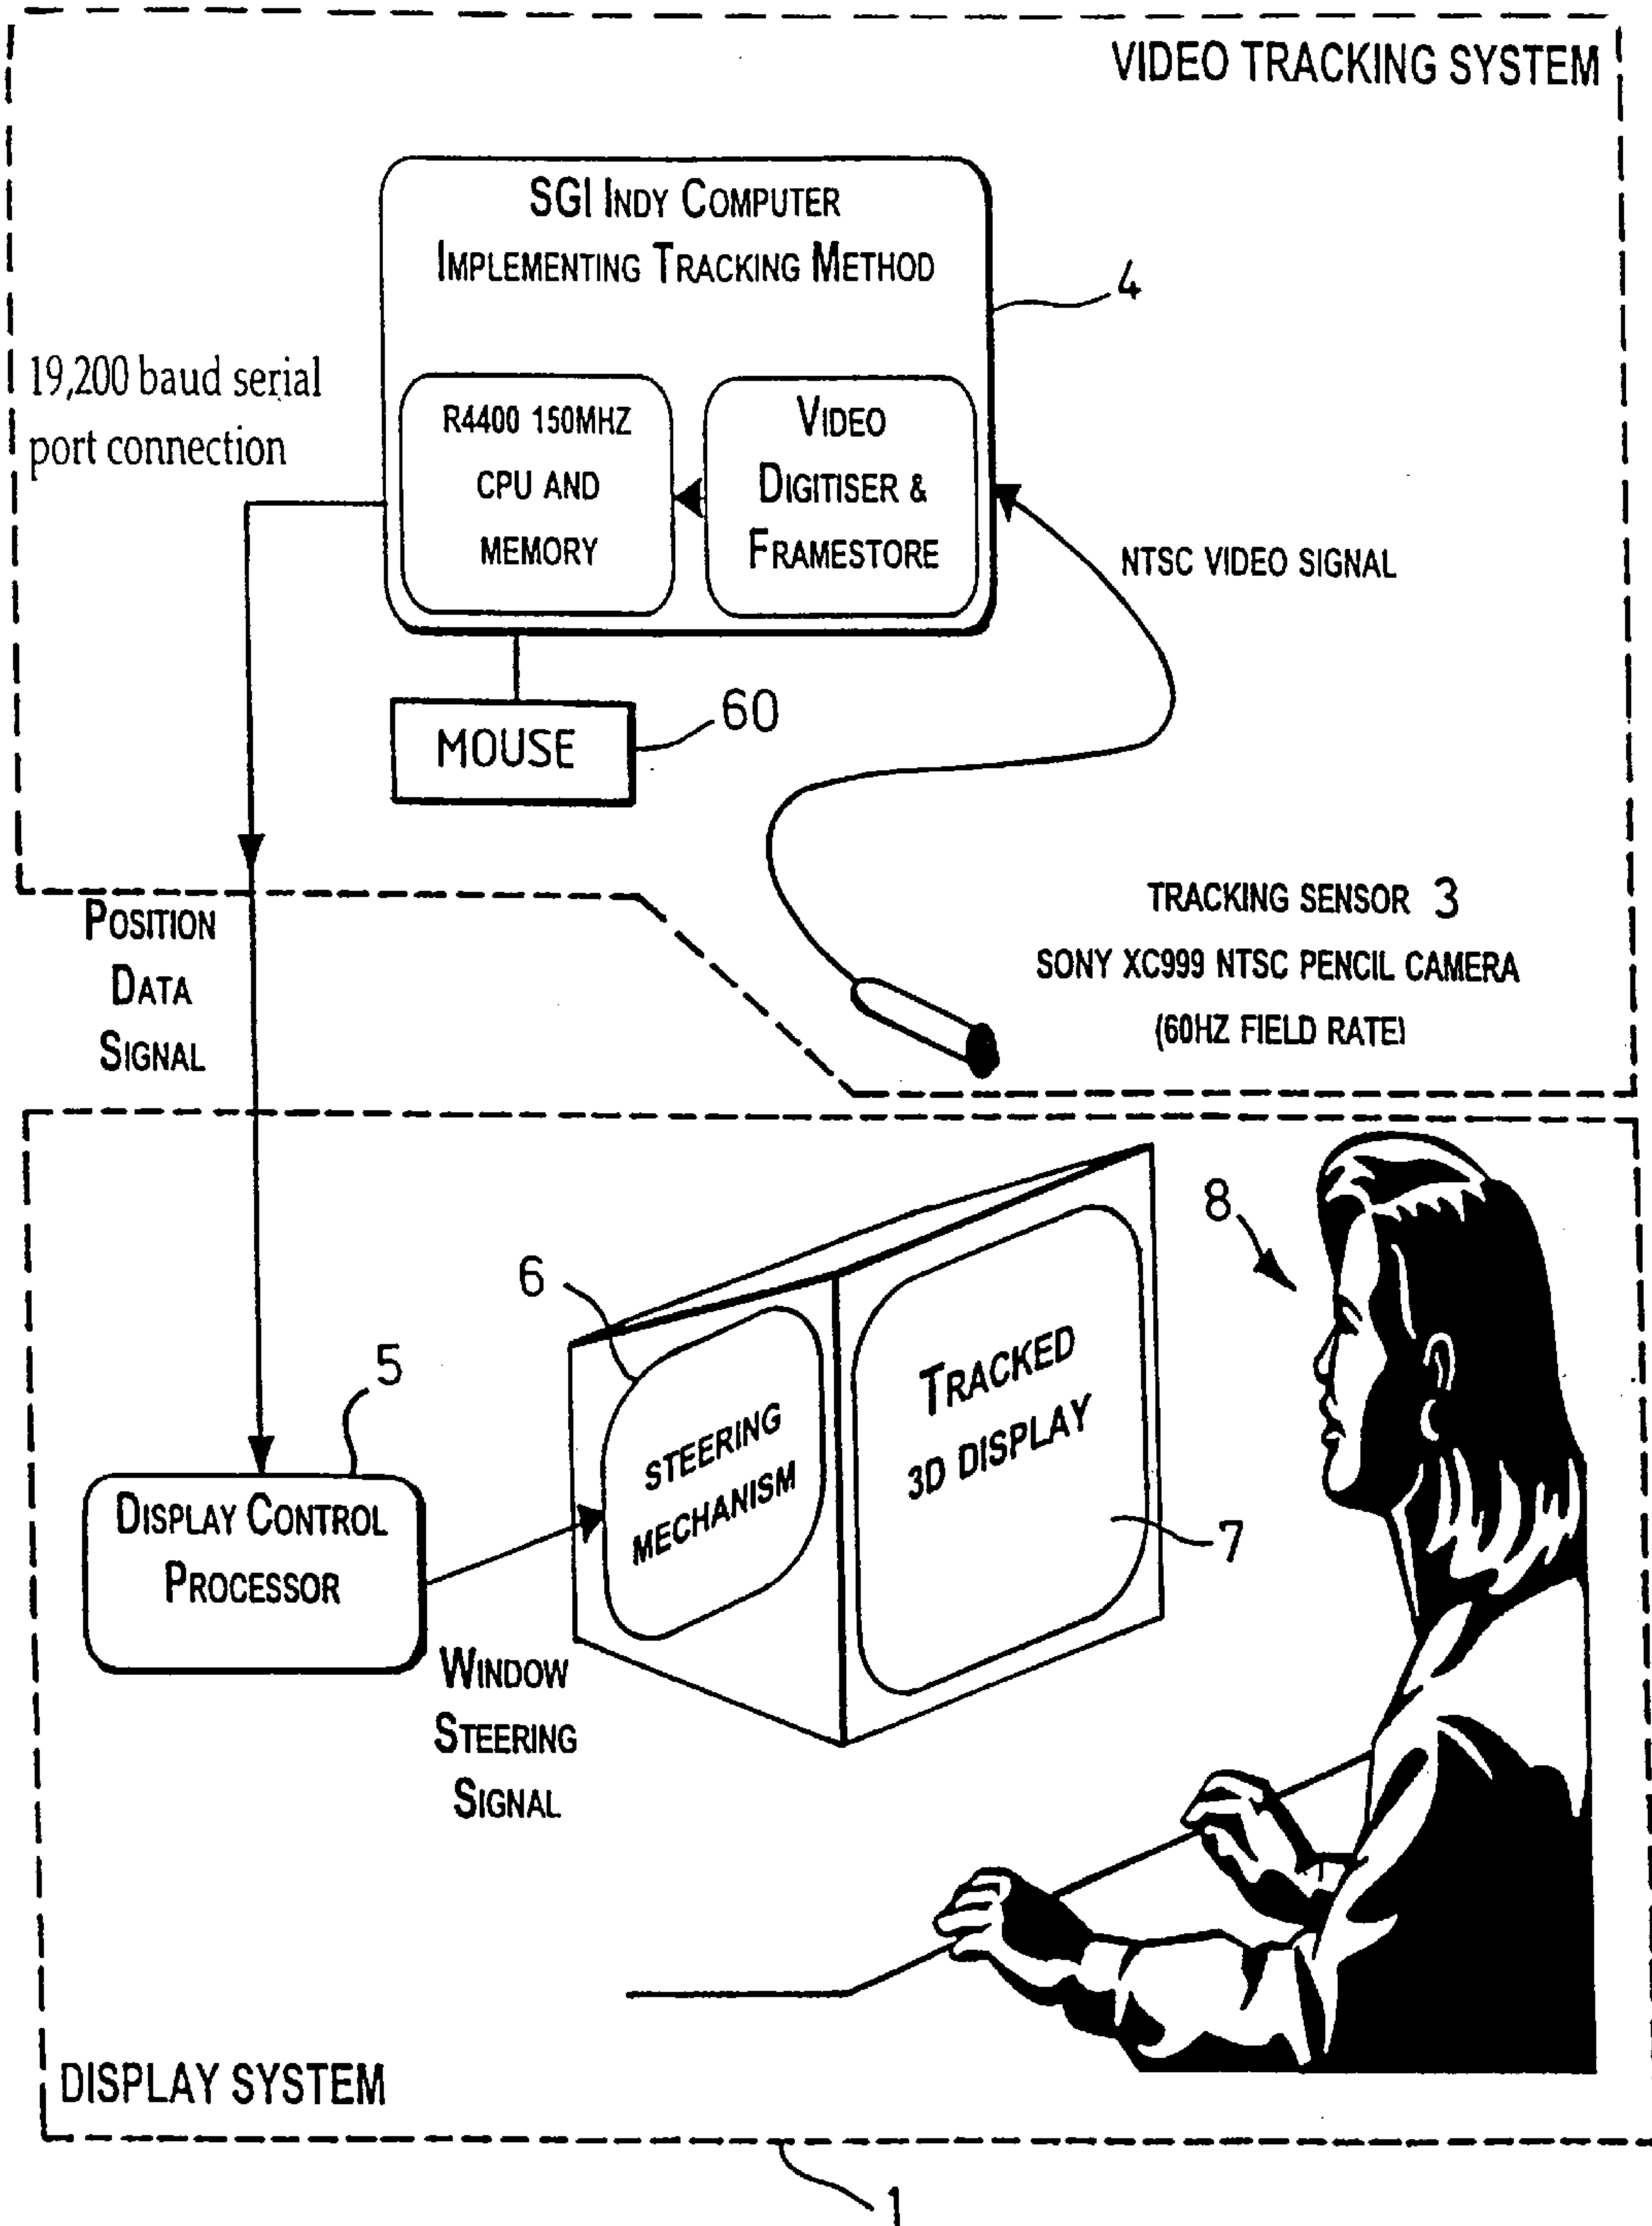 VIDEO TRACKING SYSTEM
SGI INDY COMPUTER
IMPLEMENTING TRACKING METHOD
4
19,200 baud serial
port connection
R4400 150MHZ
CPU AND
MEMORY
VIDEO
DIGITISER &
FRAMESTORE
NTSC VIDEO SIGNAL
MOUSE
60
TRACKING SENSOR 3
SONY XC999 NTSC PENCIL CAMERA
(60HZ FIELD RATE)
POSITION
DATA
SIGNAL
8
6
5
TRACKED
3D DISPLAY
STEERING
MECHANISM
7
DISPLAY CONTROL
PROCESSOR
WINDOW
STEERING
SIGNAL
DISPLAY SYSTEM
1